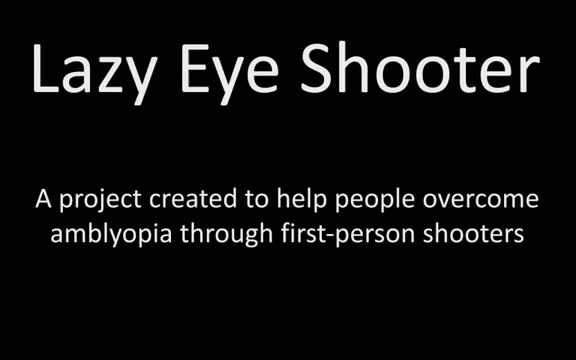 Lazy Eye Shooter
A project created to help people overcome
amblyopia through first-person shooters